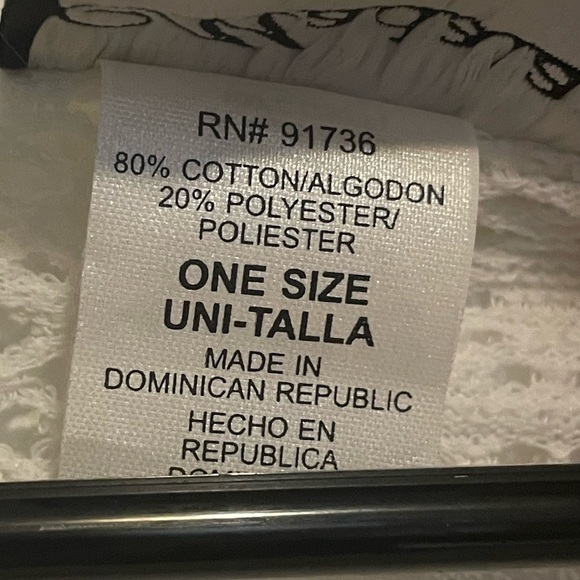 RN# 91736
80% COTTON/ALGODON
20% POLYESTER/
POLIESTER
ONE SIZE
UNI-TALLA
MADE IN
DOMINICAN REPUBLIC
HECHO EN
REPUBLICA